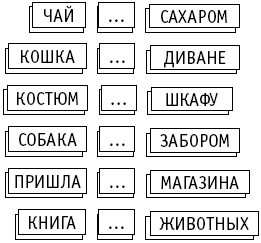 ЧАЙ ... САХАРОМ
КОШКА ... ДИВАНЕ
КОСТЮМ ... ШКАФУ
СОБАКА ... ЗАБОРОМ
ПРИШЛА ... МАГАЗИНА
КНИГА ... ЖИВОТНЫХ